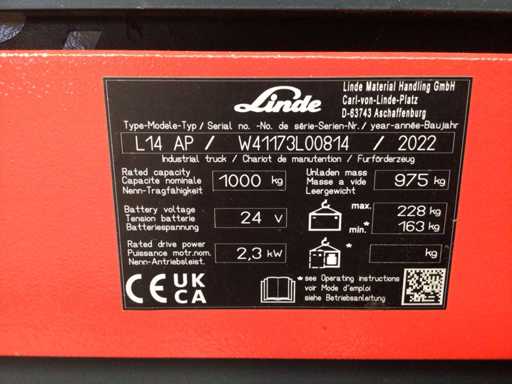 Linde
Linde Material Handling GmbH
Carl-von-Linde-Platz
D-63743 Aschaffenburg
Type-Modele-Typ / Serial no. -No. de série-Serien-Nr. / year-année-Baujahr
L14 AP / W41173L00814 / 2022
Industrial truck / Chariot de manutention / Furförderzeug
Rated capacity
Capacite nominale
Nenn-Tragfähigkeit
1000 kg
Unladen mass
Masse a vide
Leergewicht
975 kg
Battery voltage
Tension batterie
Batteriespannung
24 V
max. 228 kg
min.* 163 kg
Rated drive power
Puissance motr.nom.
Nenn-Antriebsleist.
2,3 kW
* kg
CE UK
CA
*see Operating instructions
voir Mode d'emploi
siehe Betriebsanleitung